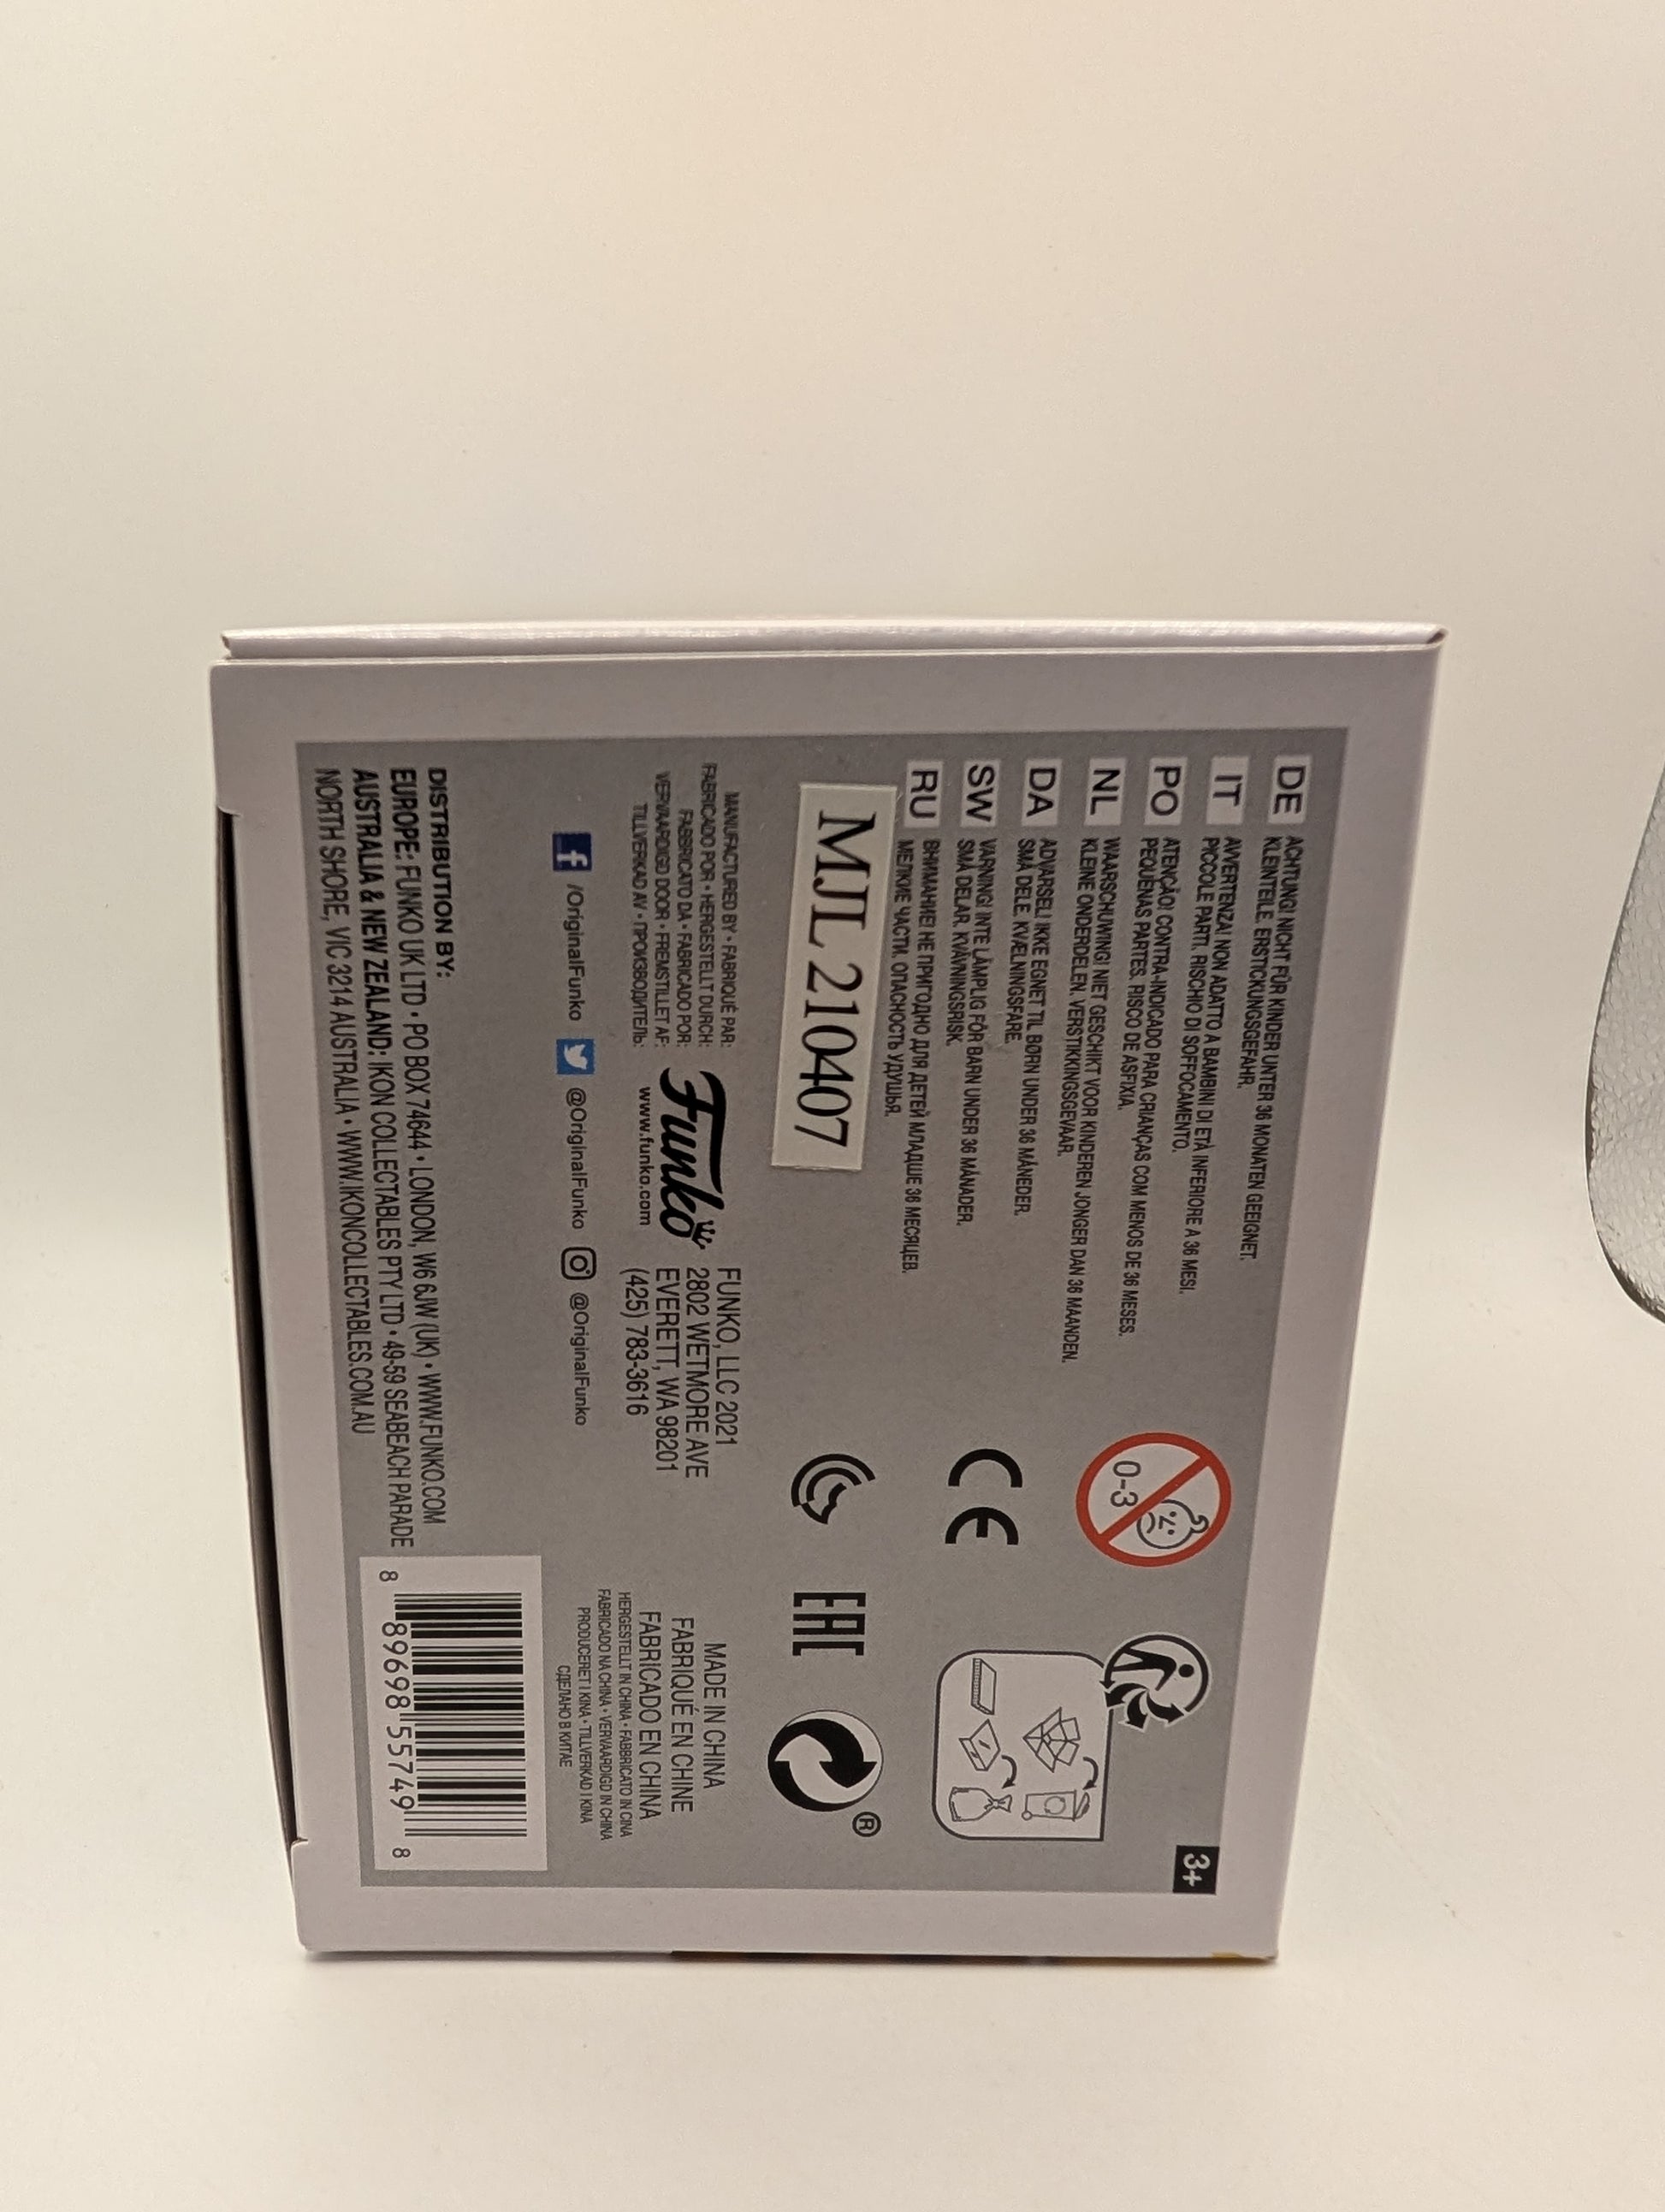 3+
DE ACHTUNG! NICHT FÜR KINDER UNTER 36 MONATEN GEEIGNET.
KLEINTEILE. ERSTICKUNGSGEFAHR.
IT AVVERTENZA! NON ADATTO A BAMBINI DI ETÀ INFERIORE A 36 MESI.
PICCOLE PARTI. RISCHIO DI SOFFOCAMENTO.
PO ATENÇÃO! CONTRA-INDICADO PARA CRIANÇAS COM MENOS DE 36 MESES.
PEQUENAS PARTES. RISCO DE ASFIXIA.
NL WAARSCHUWING! NIET GESCHIKT VOOR KINDEREN JONGER DAN 36 MAANDEN.
KLEINE ONDERDELEN. VERSTIKKINGSGEVAAR.
DA ADVARSEL! IKKE EGNET TIL BØRN UNDER 36 MÅNEDER.
SMÅ DELE. KVÆLNINGSFARE.
SW VARNING! INTE LÄMPLIG FÖR BARN UNDER 36 MÅNADER.
SMÅ DELAR. KVÄVNINGSRISK.
RU ВНИМАНИЕ! НЕ ПРИГОДНО ДЛЯ ДЕТЕЙ МЛАДШЕ 36 МЕСЯЦЕВ.
МЕЛКИЕ ЧАСТИ. ОПАСНОСТЬ УДУШЬЯ.
0-3
CE
EAC
®
MJL 210407
MANUFACTURED BY • FABRIQUÉ PAR:
FABRICADO POR • HERGESTELLT DURCH:
FABBRICATO DA • FABRICADO POR:
VERVAARDIGD DOOR • FREMSTILLET AF:
TILLVERKAD AV • ПРОИЗВОДИТЕЛЬ:
Funko
www.funko.com
FUNKO, LLC 2021
2802 WETMORE AVE
EVERETT, WA 98201
(425) 783-3616
MADE IN CHINA
FABRIQUÉ EN CHINE
FABRICADO EN CHINA
HERGESTELLT IN CHINA • FABBRICATO IN CINA
FABRICADO NA CHINA • VERVAARDIGD IN CHINA
PRODUCERET I KINA • TILLVERKAD I KINA
СДЕЛАНО В КИТАЕ
f /OriginalFunko @OriginalFunko @OriginalFunko
DISTRIBUTION BY:
EUROPE: FUNKO UK LTD • PO BOX 74644 • LONDON, W6 6JW (UK) • WWW.FUNKO.COM
AUSTRALIA & NEW ZEALAND: IKON COLLECTABLES PTY LTD • 49-59 SEABEACH PARADE
NORTH SHORE, VIC 3214 AUSTRALIA • WWW.IKONCOLLECTABLES.COM.AU
8 89698 55749 8